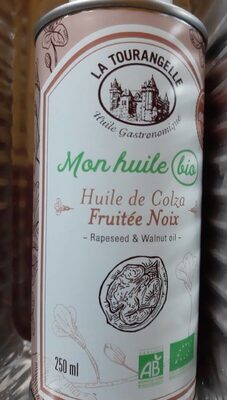 LA TOURANGELLE
Huile Gastronomique
Mon huile bio
Huile de Colza
Fruitée Noix
– Rapeseed & Walnut oil –
250 ml
AB